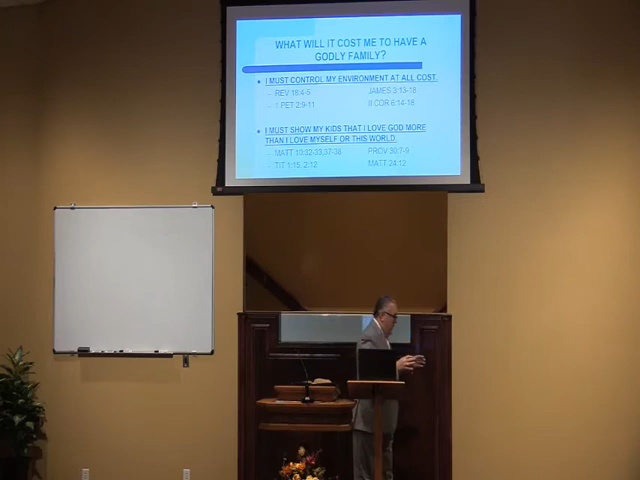 WHAT WILL IT COST ME TO HAVE A
GODLY FAMILY?
I MUST CONTROL MY ENVIRONMENT AT ALL COST.
REV 18:4-5 JAMES 3:13-18
1 PET 2:9-11 II COR 6:14-18
I MUST SHOW MY KIDS THAT I LOVE GOD MORE
THAN I LOVE MYSELF OR THIS WORLD.
MATT 10:32-33,37-38 PROV 30:7-9
TIT 1:15, 2:12 MATT 24:12